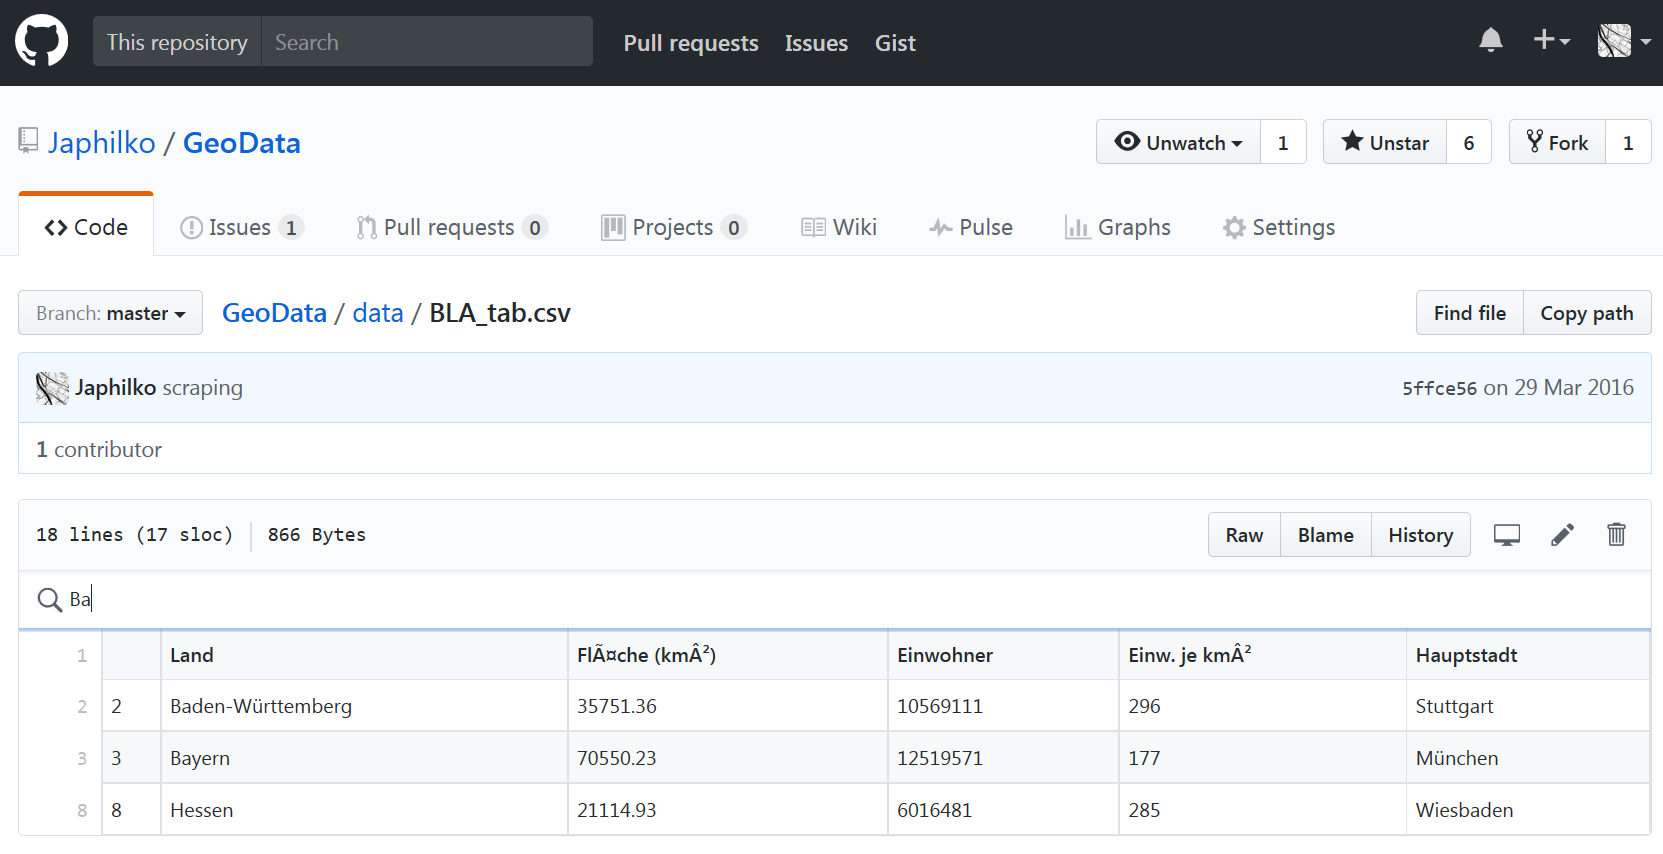 This repository Search Pull requests Issues Gist
Japhilko / GeoData Unwatch 1 Unstar 6 Fork 1
Code Issues 1 Pull requests 0 Projects 0 Wiki Pulse Graphs Settings
Branch: master GeoData / data / BLA_tab.csv Find file Copy path
Japhilko scraping 5ffce56 on 29 Mar 2016
1 contributor
18 lines (17 sloc) 866 Bytes Raw Blame History
Ba
1 Land FlÃ¤che (kmÂ²) Einwohner Einw. je kmÂ² Hauptstadt
2 2 Baden-Württemberg 35751.36 10569111 296 Stuttgart
3 3 Bayern 70550.23 12519571 177 München
8 8 Hessen 21114.93 6016481 285 Wiesbaden